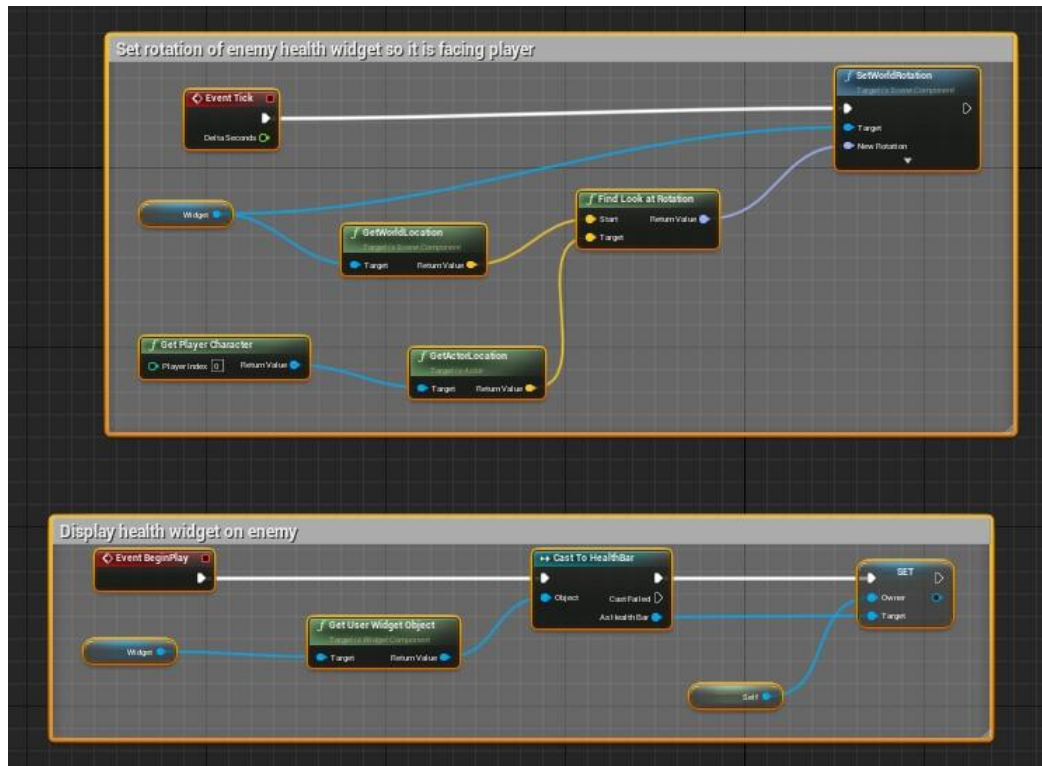 Set rotation of enemy health widget so it is facing player
Event Tick
Delta Seconds
SetWorldRotation
Target is Scene Component
Target
New Rotation
Widget
GetWorldLocation
Target is Scene Component
Target Return Value
Find Look at Rotation
Start Return Value
Target
Get Player Character
Player Index 0 Return Value
GetActorLocation
Target is Actor
Target Return Value
Display health widget on enemy
Event BeginPlay
Widget
Get User Widget Object
Target is Widget Component
Target Return Value
Cast To HealthBar
Object Cast Failed
As Health Bar
SET
Owner
Target
Self